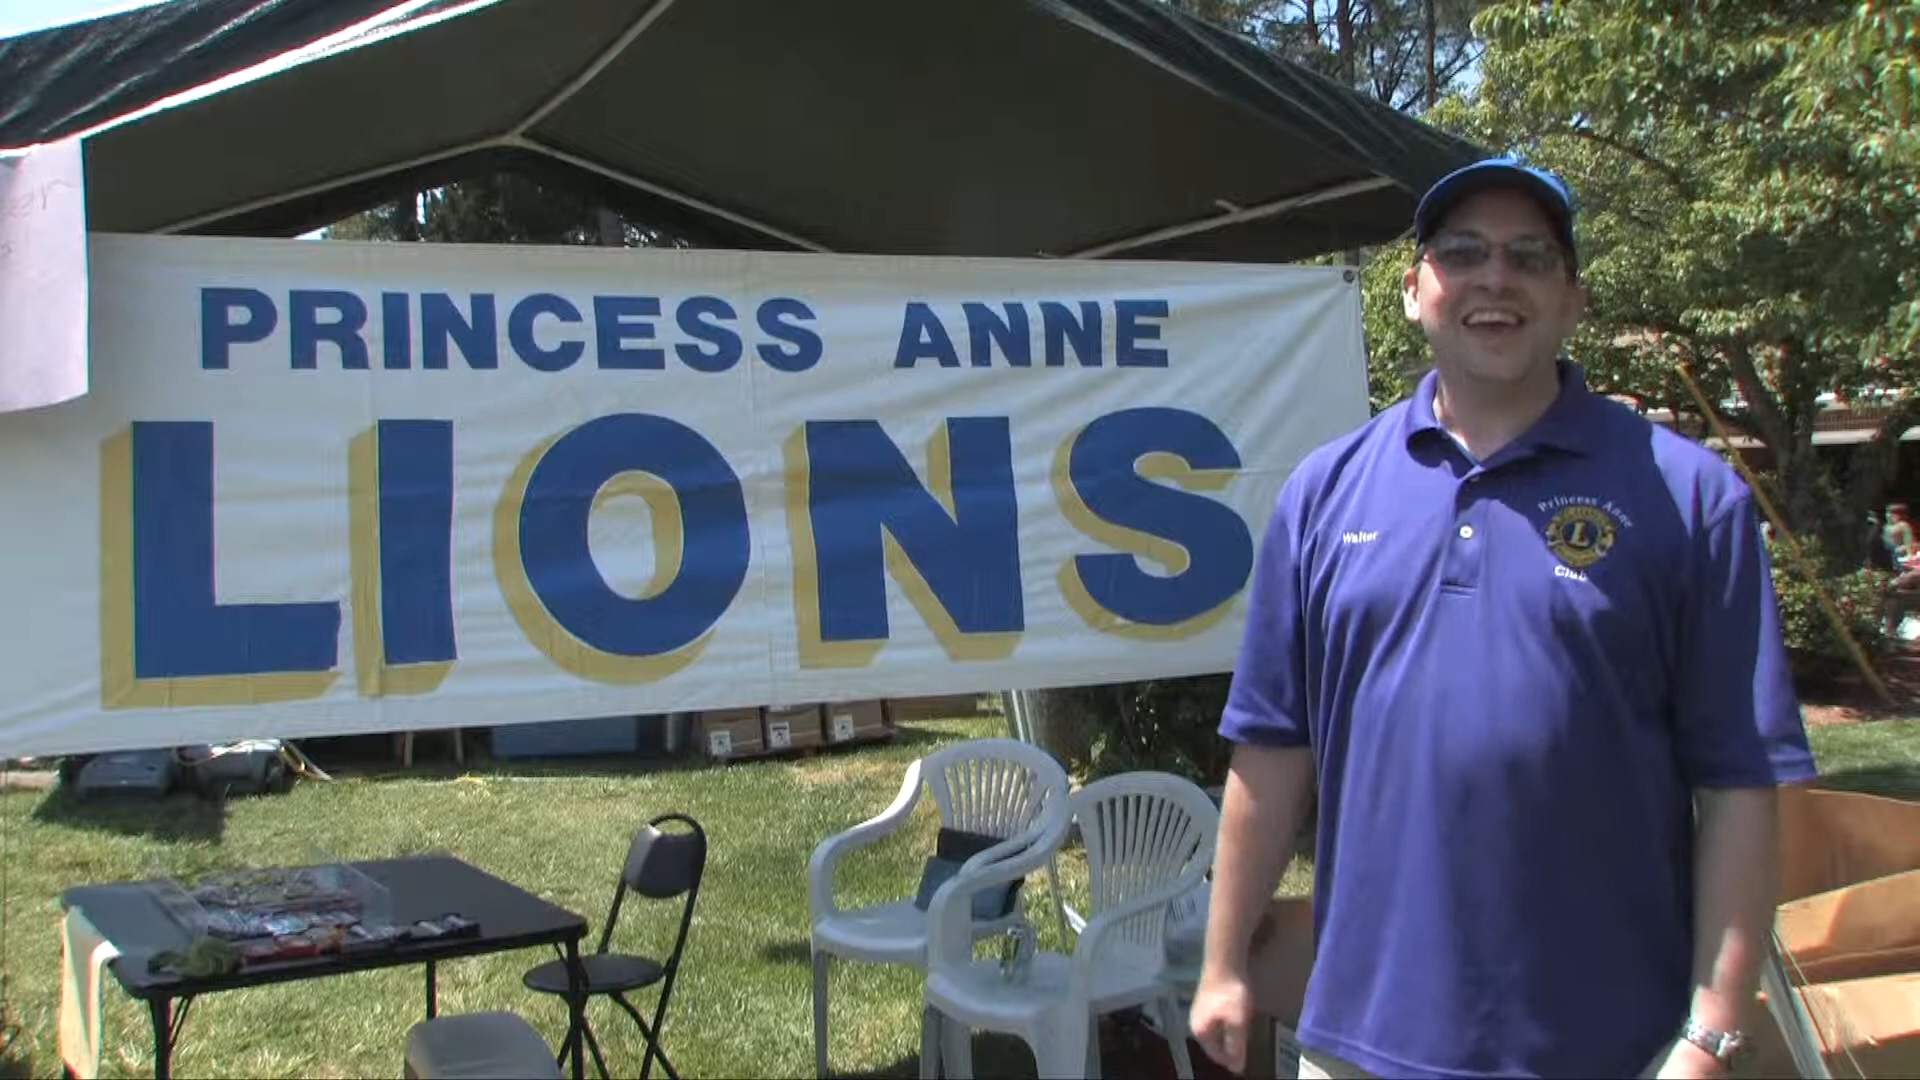 PRINCESS ANNE
LIONS
Walter
Princess Anne
L
Club